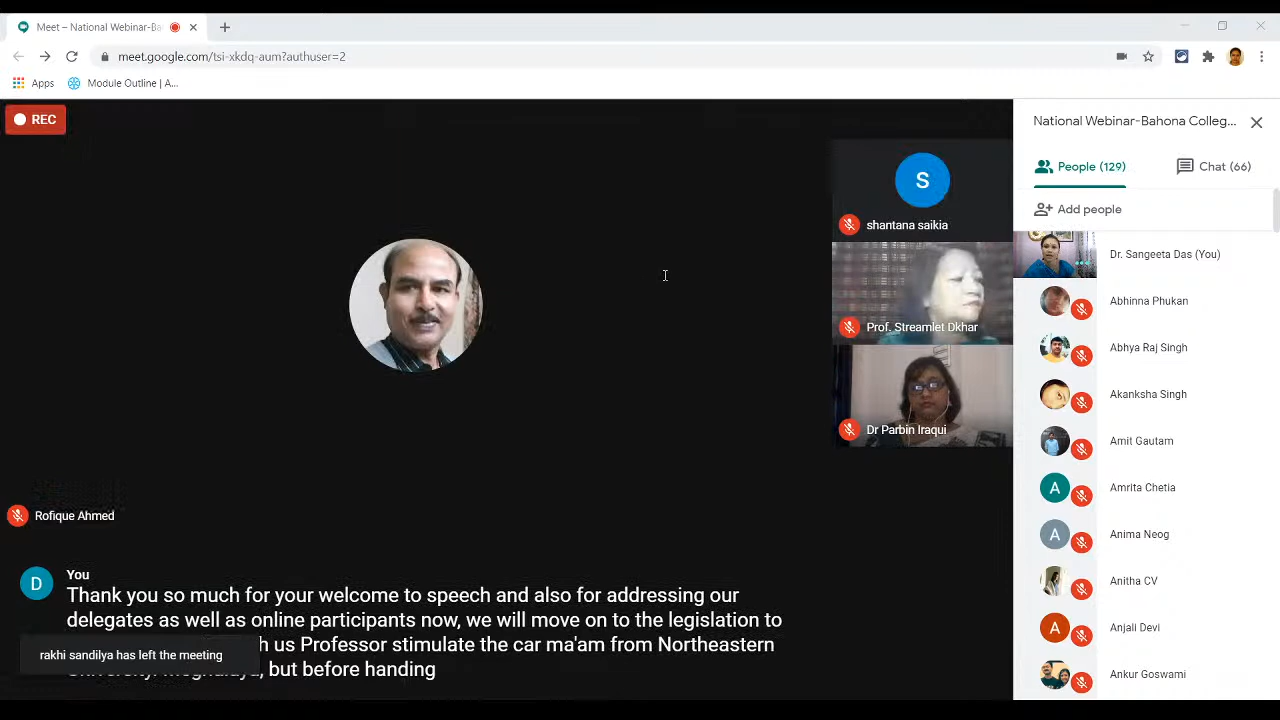 Meet – National Webinar-Ba
meet.google.com/tsi-xkdq-aum?authuser=2
Apps
Module Outline | A...
REC
S
shantana saikia
Prof. Streamlet Dkhar
Dr Parbin Iraqui
Rofique Ahmed
D
You
Thank you so much for your welcome to speech and also for addressing our
delegates as well as online participants now, we will move on to the legislation to
h us Professor stimulate the car ma'am from Northeastern
but before handing
rakhi sandilya has left the meeting
National Webinar-Bahona Colleg...
People (129)
Chat (66)
Add people
Dr. Sangeeta Das (You)
Abhinna Phukan
Abhya Raj Singh
Akanksha Singh
Amit Gautam
A
Amrita Chetia
A
Anima Neog
Anitha CV
A
Anjali Devi
Ankur Goswami